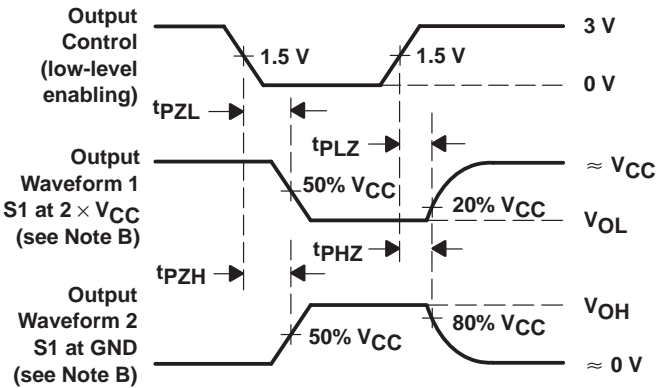 Output
Control
(low-level
enabling)
1.5 V
1.5 V
3 V
0 V
tPZL
tPLZ
Output
Waveform 1
S1 at 2 × VCC
(see Note B)
50% VCC
20% VCC
≈ VCC
VOL
tPHZ
tPZH
Output
Waveform 2
S1 at GND
(see Note B)
50% VCC
80% VCC
VOH
≈ 0 V